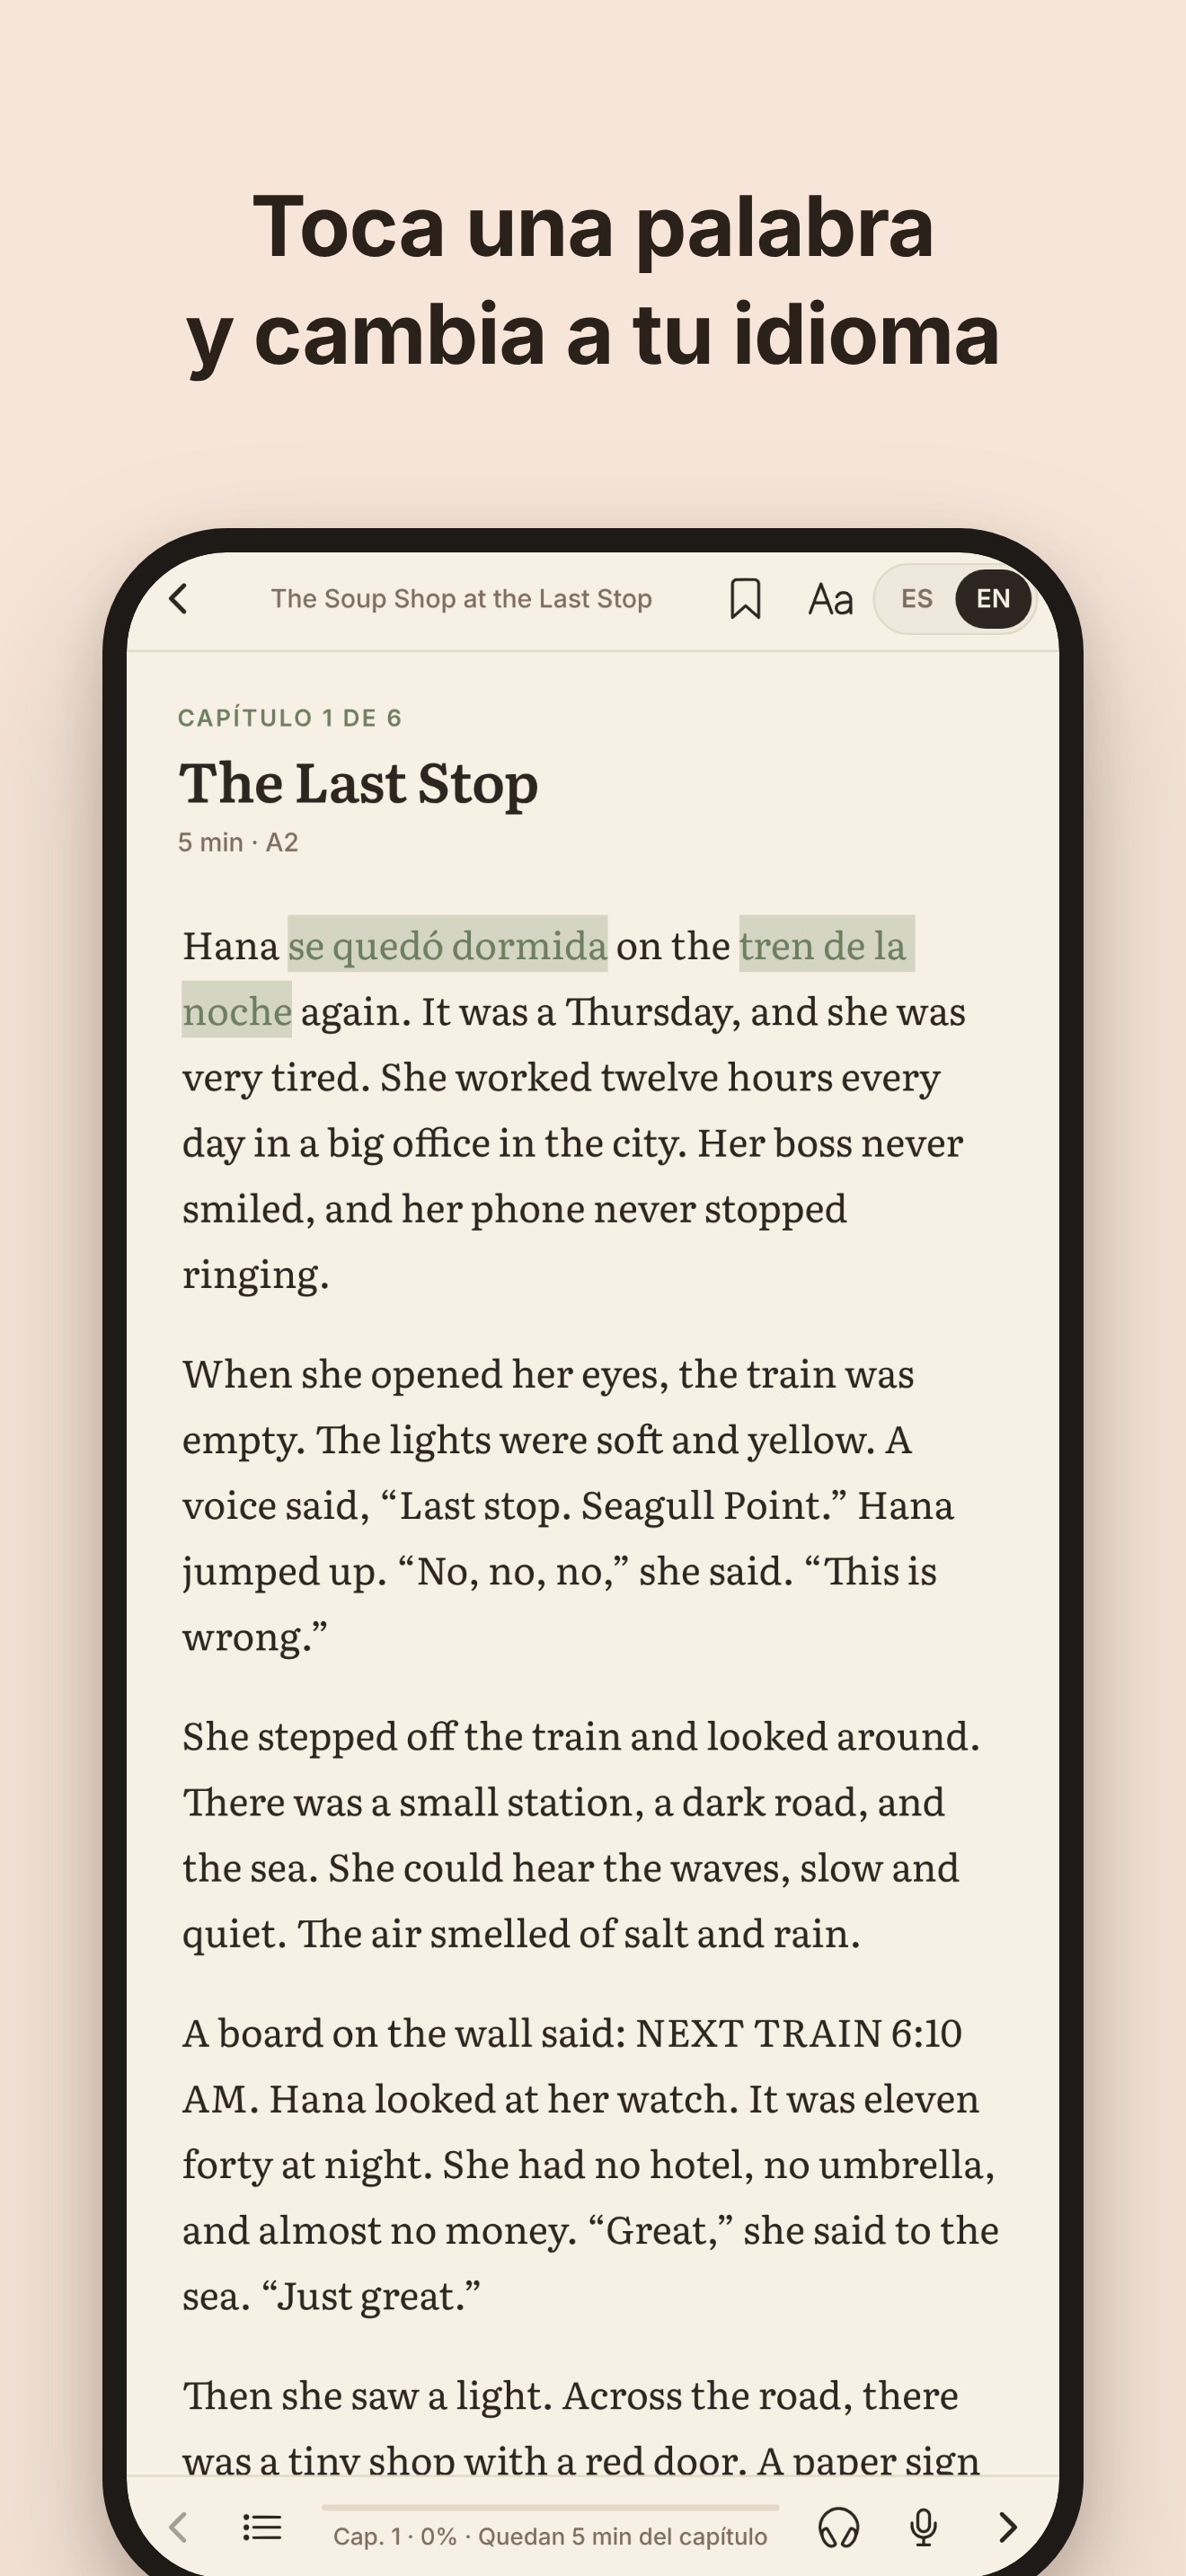 Toca una palabra
y cambia a tu idioma
The Soup Shop at the Last Stop
Aa
ES
EN
CAPÍTULO 1 DE 6
The Last Stop
5 min · A2
Hana se quedó dormida on the tren de la
noche again. It was a Thursday, and she was
very tired. She worked twelve hours every
day in a big office in the city. Her boss never
smiled, and her phone never stopped
ringing.
When she opened her eyes, the train was
empty. The lights were soft and yellow. A
voice said, “Last stop. Seagull Point.” Hana
jumped up. “No, no, no,” she said. “This is
wrong.”
She stepped off the train and looked around.
There was a small station, a dark road, and
the sea. She could hear the waves, slow and
quiet. The air smelled of salt and rain.
A board on the wall said: NEXT TRAIN 6:10
AM. Hana looked at her watch. It was eleven
forty at night. She had no hotel, no umbrella,
and almost no money. “Great,” she said to the
sea. “Just great.”
Then she saw a light. Across the road, there
was a tiny shop with a red door. A paper sign
Cap. 1 · 0% · Quedan 5 min del capítulo